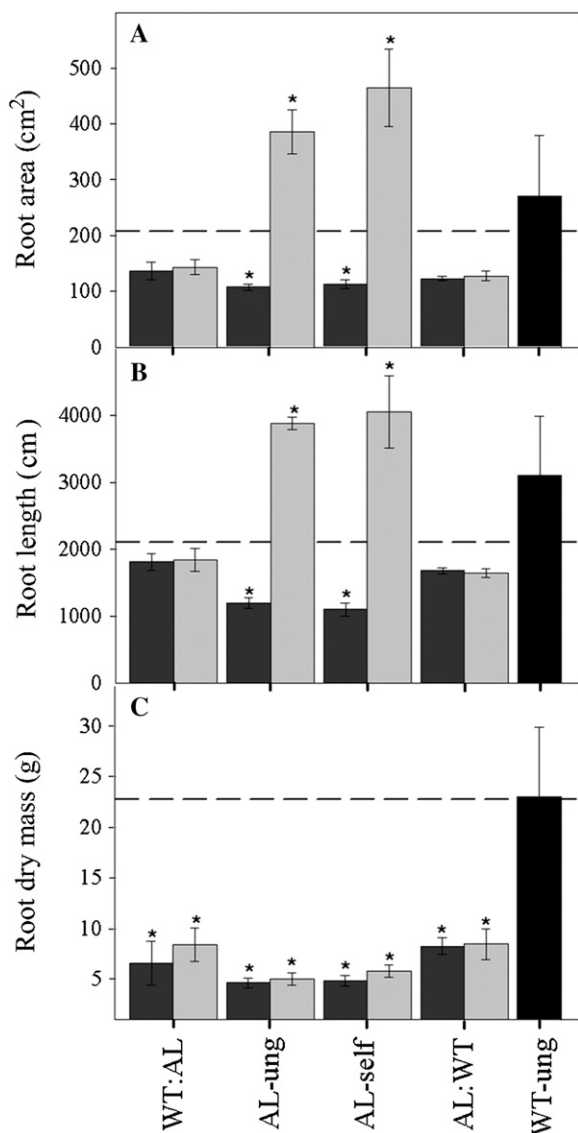 A
Root area (cm²)
500
400
300
200
100
0
* * * *
B
Root length (cm)
4000
3000
2000
1000
0
* * * *
C
Root dry mass (g)
30
25
20
15
10
5
* * * * * * * *
WT:AL
AL-ung
AL-self
AL:WT
WT-ung